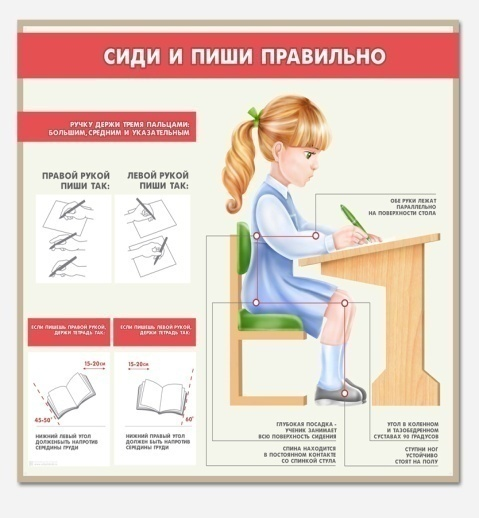 СИДИ И ПИШИ ПРАВИЛЬНО
РУЧКУ ДЕРЖИ ТРЕМЯ ПАЛЬЦАМИ:
БОЛЬШИМ, СРЕДНИМ И УКАЗАТЕЛЬНЫМ
ПРАВОЙ РУКОЙ
ПИШИ ТАК:
ЛЕВОЙ РУКОЙ
ПИШИ ТАК:
ОБЕ РУКИ ЛЕЖАТ
ПАРАЛЛЕЛЬНО
НА ПОВЕРХНОСТИ СТОЛА
ЕСЛИ ПИШЕШЬ ПРАВОЙ РУКОЙ,
ДЕРЖИ ТЕТРАДЬ ТАК:
ЕСЛИ ПИШЕШЬ ЛЕВОЙ РУКОЙ,
ДЕРЖИ ТЕТРАДЬ ТАК:
15-20см
45-50°
15-20см
60°
НИЖНИЙ ЛЕВЫЙ УГОЛ
ДОЛЖЕН БЫТЬ НАПРОТИВ
СЕРЕДИНЫ ГРУДИ
НИЖНИЙ ПРАВЫЙ УГОЛ
ДОЛЖЕН БЫТЬ НАПРОТИВ
СЕРЕДИНЫ ГРУДИ
ГЛУБОКАЯ ПОСАДКА -
УЧЕНИК ЗАНИМАЕТ
ВСЮ ПОВЕРХНОСТЬ СИДЕНИЯ
СПИНА НАХОДИТСЯ
В ПОСТОЯННОМ КОНТАКТЕ
СО СПИНКОЙ СТУЛА
УГОЛ В КОЛЕННОМ
И ТАЗОБЕДРЕННОМ
СУСТАВАХ 90 ГРАДУСОВ
СТУПНИ НОГ
УСТОЙЧИВО
СТОЯТ НА ПОЛУ